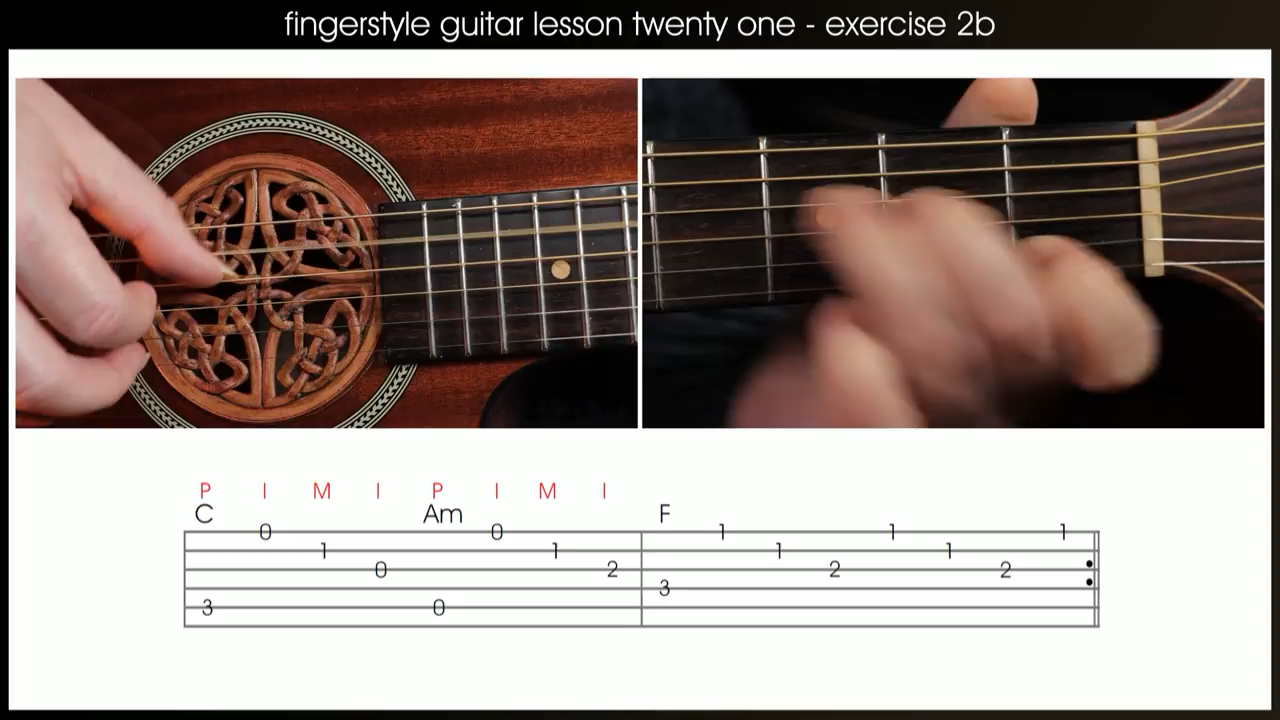 fingerstyle guitar lesson twenty one - exercise 2b
P I M I P I M I
C Am F
0 0 1 1 1
1 1 1 1
0 2 2 2
3
3 0